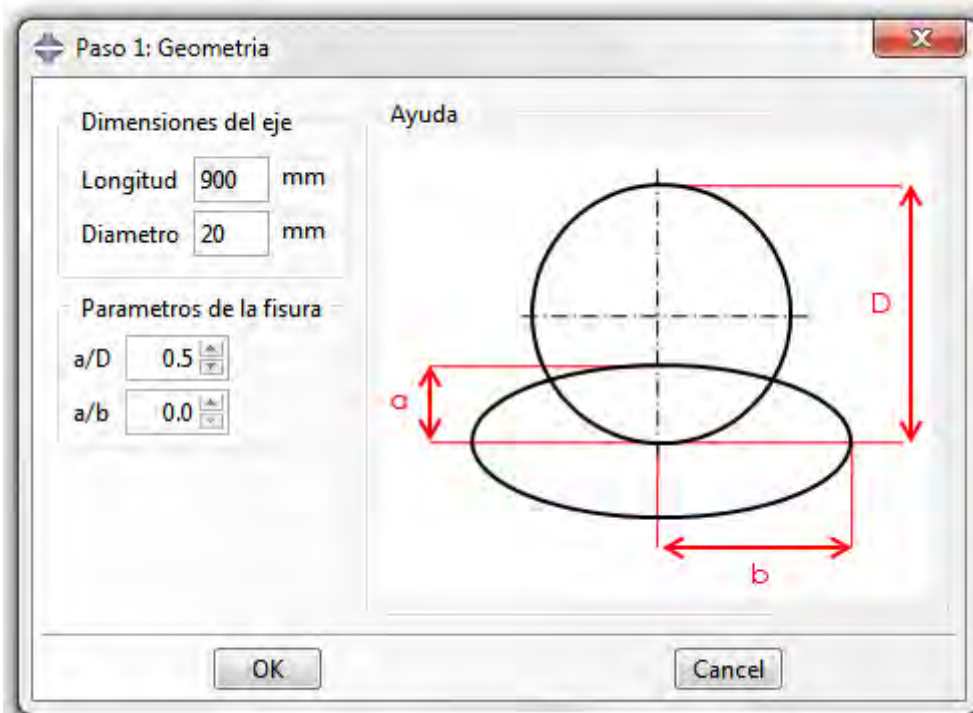 Paso 1: Geometria
Dimensiones del eje
Longitud 900 mm
Diametro 20 mm
Parametros de la fisura
a/D 0.5
a/b 0.0
Ayuda
D
a
b
OK Cancel